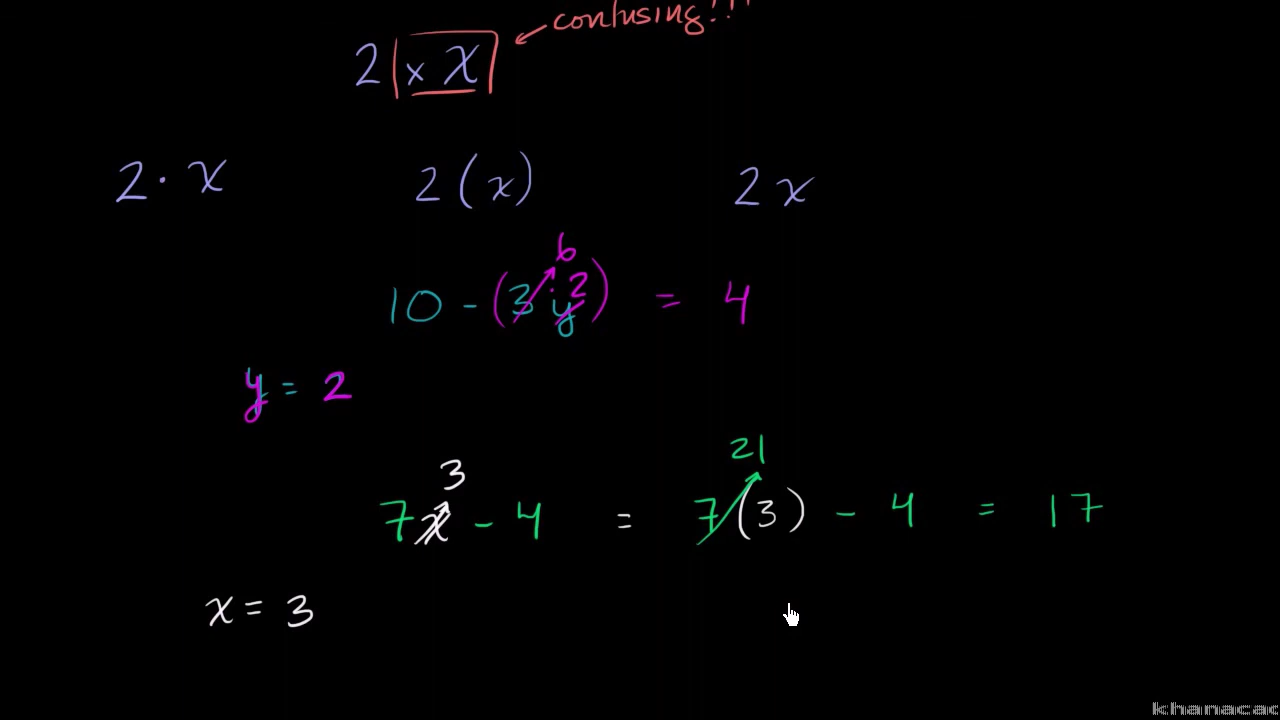 confusing!!!
2 × x
2 · x 2(x) 2x
6
10 - (3 · y 2) = 4
y = 2
3 21
7x - 4 = 7(3) - 4 = 17
x = 3
khanacac